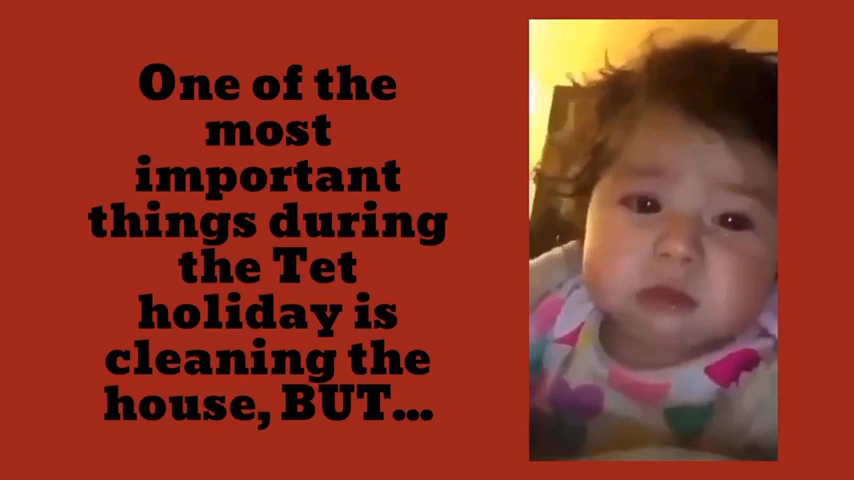 One of the
most
important
things during
the Tet
holiday is
cleaning the
house, BUT...